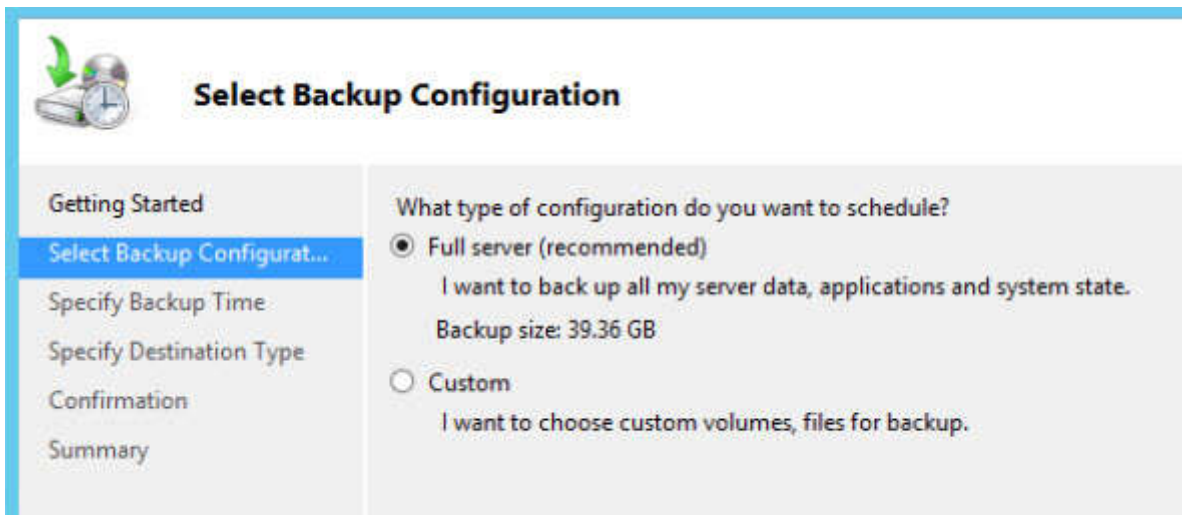 Select Backup Configuration
Getting Started
Select Backup Configurat...
Specify Backup Time
Specify Destination Type
Confirmation
Summary
What type of configuration do you want to schedule?
Full server (recommended)
I want to back up all my server data, applications and system state.
Backup size: 39.36 GB
Custom
I want to choose custom volumes, files for backup.